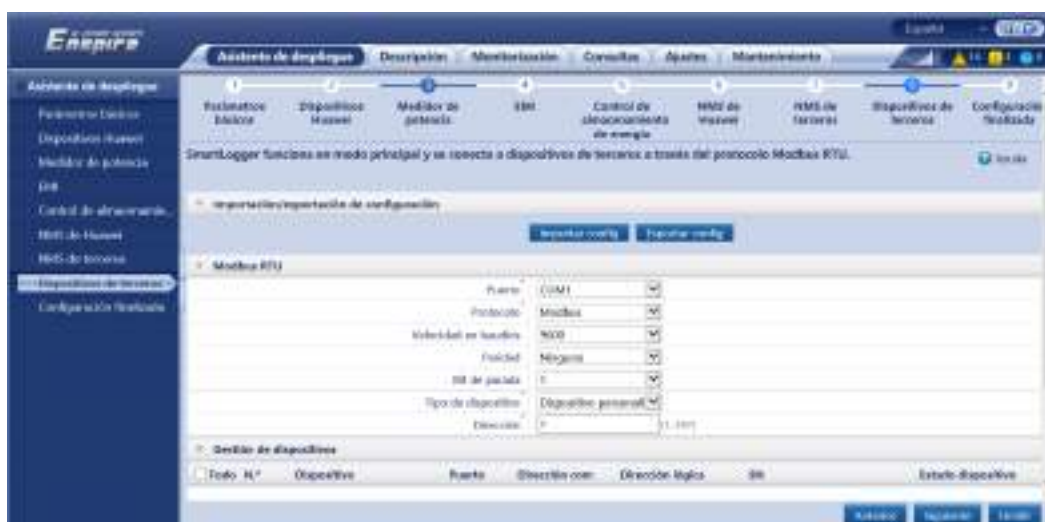 Enspire
Español
Asistente de despliegue Descripción Monitorización Consultas Ajustes Mantenimiento
Asistente de despliegue
Parámetros básicos
Dispositivos Huawei
Medidor de potencia
EMI
Control de almacenamie...
NMS de Huawei
NMS de terceros
Dispositivos de terceros
Configuración finalizada
Parámetros básicos
Dispositivos Huawei
Medidor de potencia
EMI
Control de almacenamiento de energía
NMS de Huawei
NMS de terceros
Dispositivos de terceros
Configuración finalizada
SmartLogger funciona en modo principal y se conecta a dispositivos de terceros a través del protocolo Modbus RTU.
Ayuda
Importación/exportación de configuración
Importar config. Exportar config.
Modbus RTU
Puerto COM1
Protocolo Modbus
Velocidad en baudios 9600
Paridad Ninguna
Bit de parada 1
Tipo de dispositivo Dispositivo personali
Dirección
Gestión de dispositivos
Todo N.º Dispositivo Puerto Dirección com Dirección lógica SN Estado dispositivo
Anterior Siguiente